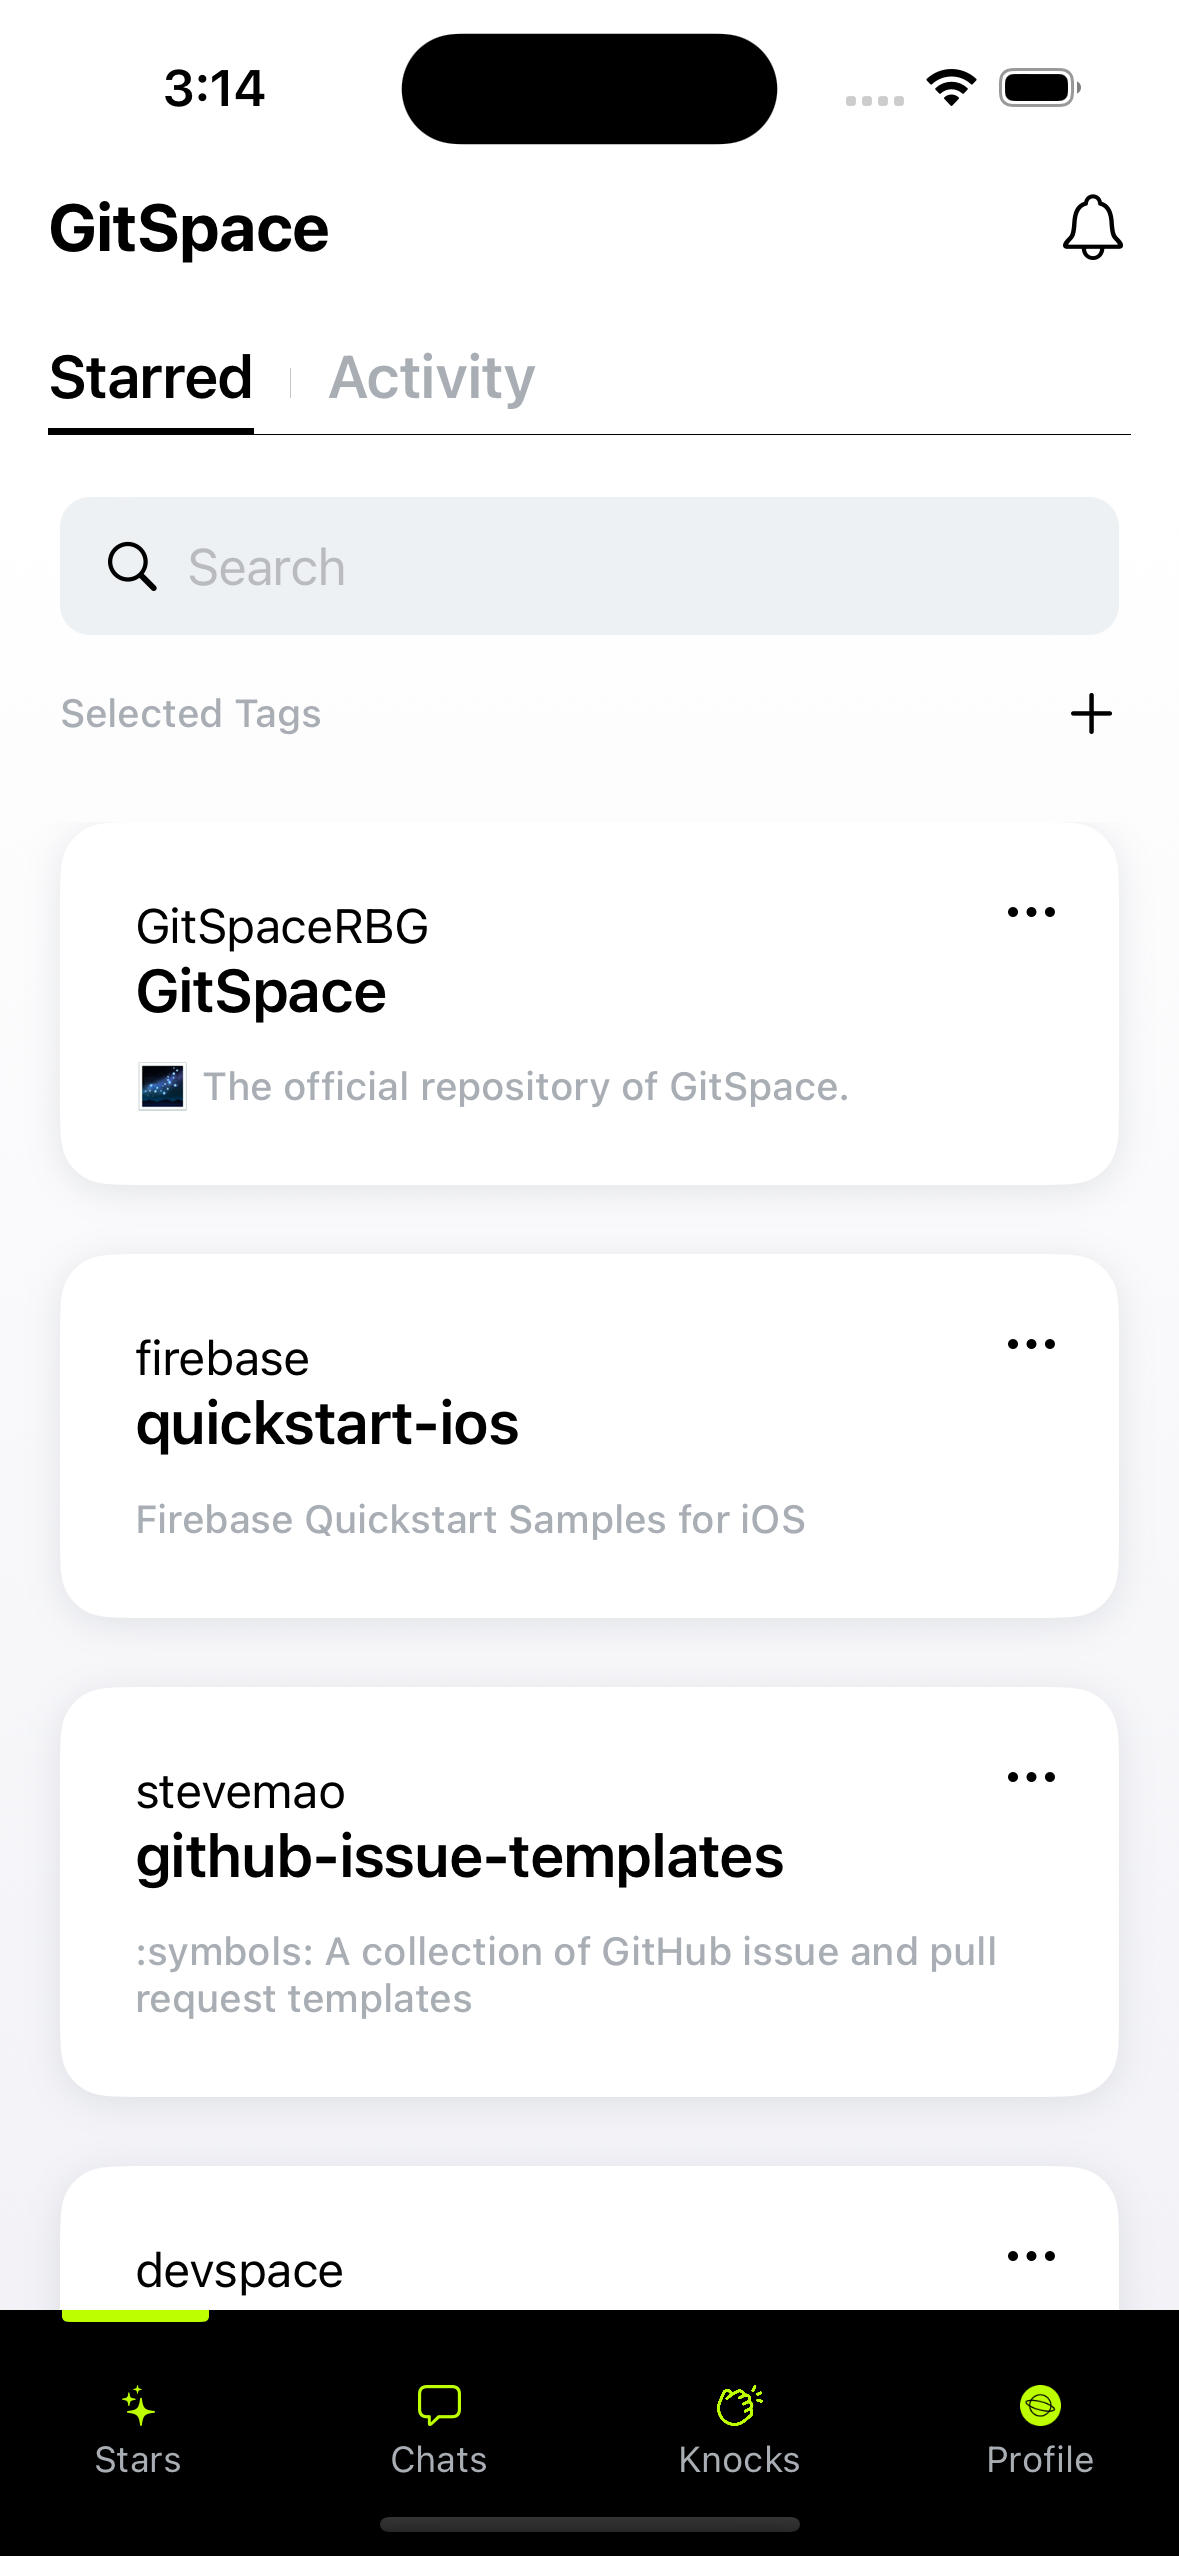 3:14
GitSpace
Starred
Activity
Search
Selected Tags
GitSpaceRBG
GitSpace
🌌 The official repository of GitSpace.
firebase
quickstart-ios
Firebase Quickstart Samples for iOS
stevemao
github-issue-templates
:symbols: A collection of GitHub issue and pull
request templates
devspace
Stars
Chats
Knocks
Profile